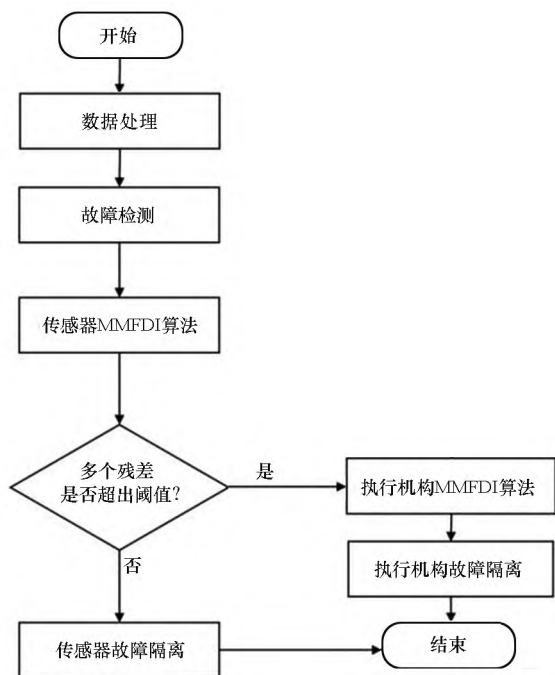 开始
数据处理
故障检测
传感器MMFDI算法
多个残差
是否超出阈值?
是
执行机构MMFDI算法
执行机构故障隔离
否
传感器故障隔离
结束